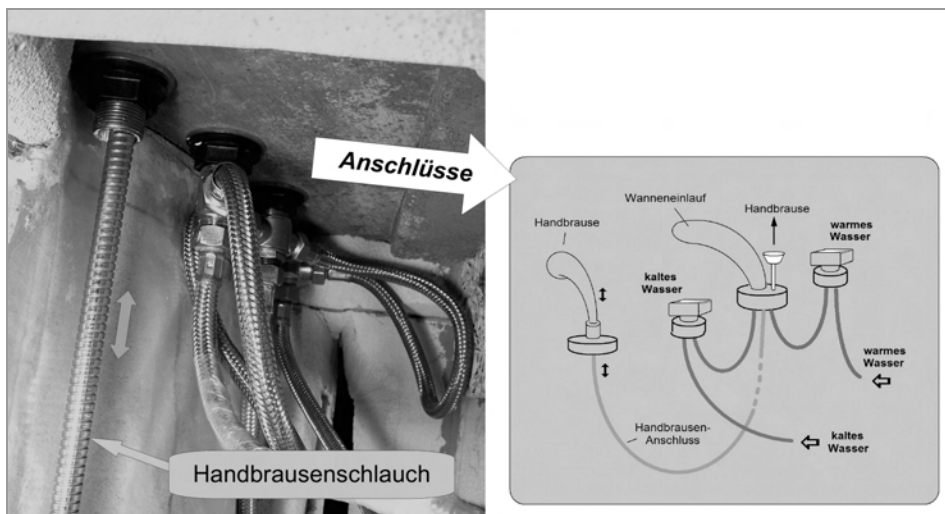 Anschlüsse
Handbrausenschlauch
Handbrause
Wanneneinlauf
Handbrause
warmes
Wasser
kaltes
Wasser
warmes
Wasser
Handbrausen-
Anschluss
kaltes
Wasser